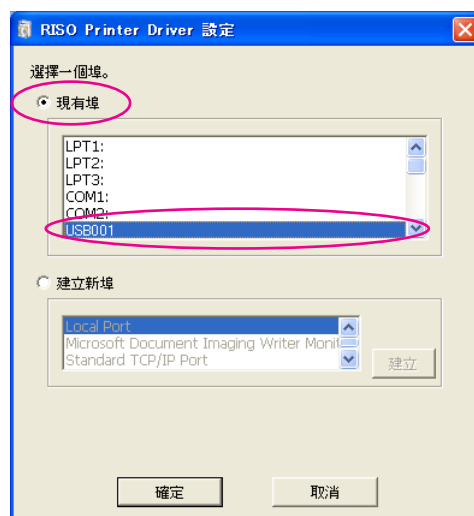 RISO Printer Driver 設定
選擇一個埠。
現有埠
LPT1:
LPT2:
LPT3:
COM1:
COM2:
USB001
建立新埠
Local Port
Microsoft Document Imaging Writer Monit
Standard TCP/IP Port
建立
確定
取消